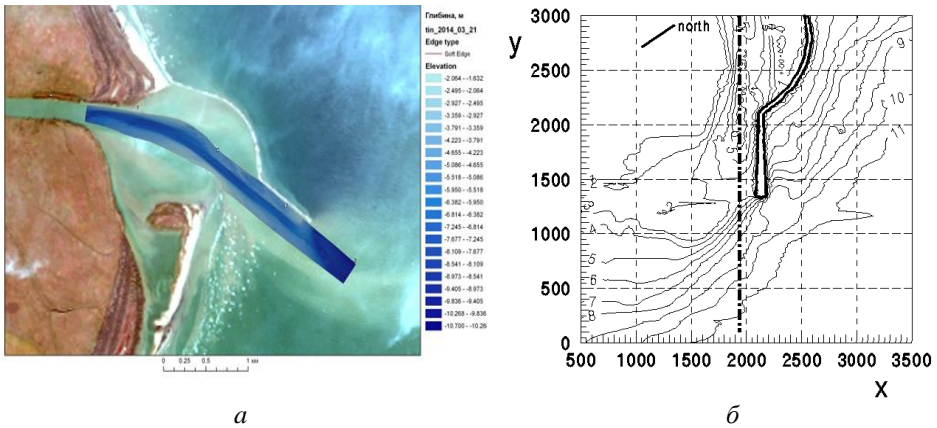 Глибина, м
tin_2014_03_21
Edge type
Soft Edge
Elevation
-2.064 - -1.632
-2.495 - -2.064
-2.927 - -2.495
-3.359 - -2.927
-3.791 - -3.359
-4.223 - -3.791
-4.655 - -4.223
-5.086 - -4.655
-5.518 - -5.086
-5.950 - -5.518
-6.382 - -5.950
-6.814 - -6.382
-7.245 - -6.814
-7.677 - -7.245
-8.109 - -7.677
-8.541 - -8.109
-8.973 - -8.541
-9.405 - -8.973
-9.836 - -9.405
-10.268 - -9.836
-10.700 - -10.26
0 0.25 0.5 1 км
а
y
3000
2500
2000
1500
1000
500
0
north
9
10
11
4
5
6
7
8
500 1000 1500 2000 2500 3000 3500
x
б